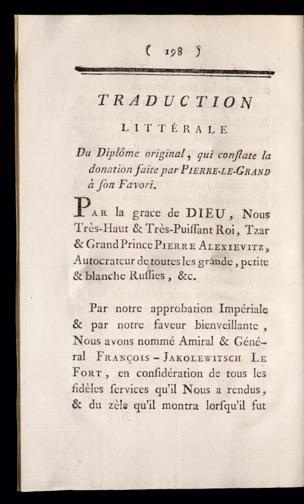 ( 198 )
TRADUCTION
LITTÉRALE
Du Diplôme original, qui conſtate la
donation faite par PIERRE-LE-GRAND
à ſon Favori.
PAR la grace de DIEU, Nous
Très-Haut & Très-Puiſſant Roi, Tzar
& Grand Prince PIERRE ALEXIEVITZ,
Autocrateur de toutes les grande, petite
& blanche Ruſſies, &c.
Par notre approbation Impériale
& par notre faveur bienveillante,
Nous avons nommé Amiral & Géné-
ral FRANÇOIS-JAKOLEWITSCH LE
FORT, en conſidération de tous les
fidèles ſervices qu'il Nous a rendus,
& du zèle qu'il montra lorſqu'il fut